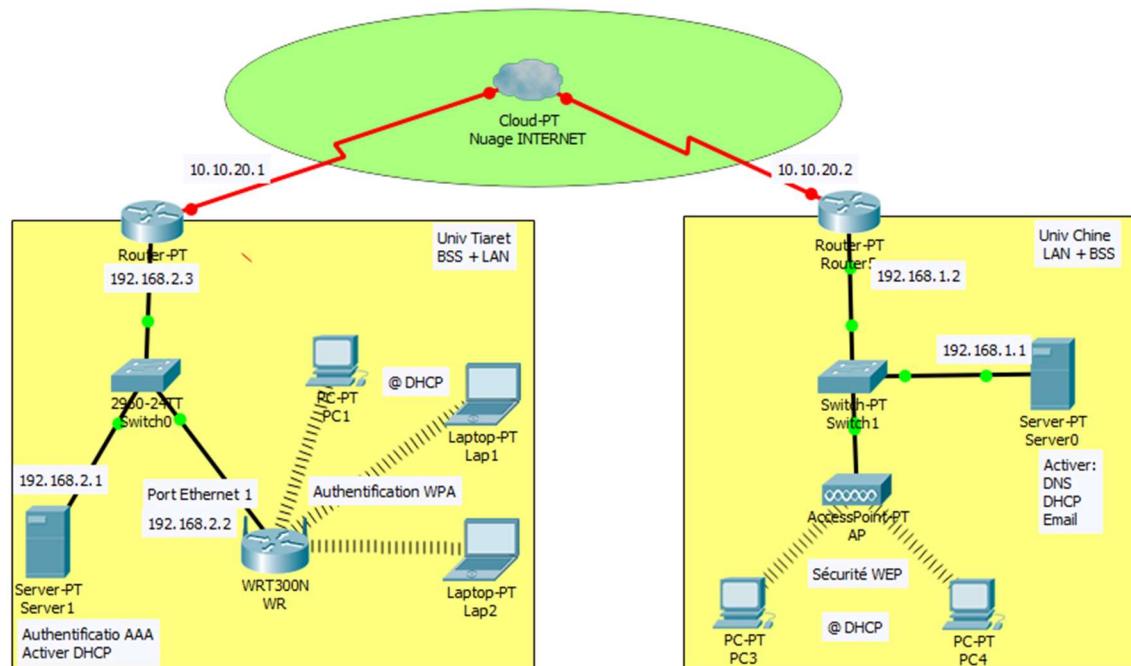 Cloud-PT
Nuage INTERNET
10.10.20.1
10.10.20.2
Router-PT
Univ Tiaret
BSS + LAN
192.168.2.3
2960-24TT
Switch0
PC-PT
PC1
@ DHCP
Laptop-PT
Lap1
192.168.2.1
Port Ethernet 1
192.168.2.2
Authentification WPA
Server-PT
Server1
WRT300N
WR
Laptop-PT
Lap2
Authentificatio AAA
Activer DHCP
Router-PT
Router5
Univ Chine
LAN + BSS
192.168.1.2
192.168.1.1
Switch-PT
Switch1
Server-PT
Server0
Activer:
DNS
DHCP
Email
AccessPoint-PT
AP
Sécurité WEP
PC-PT
PC3
@ DHCP
PC-PT
PC4